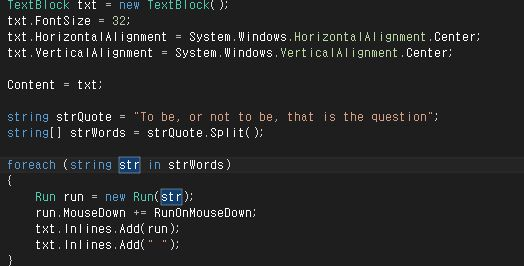 TextBlock txt = new TextBlock();
txt.FontSize = 32;
txt.HorizontalAlignment = System.Windows.HorizontalAlignment.Center;
txt.VerticalAlignment = System.Windows.VerticalAlignment.Center;
Content = txt;
string strQuote = "To be, or not to be, that is the question";
string[] strWords = strQuote.Split();
foreach (string str in strWords)
{
Run run = new Run(str);
run.MouseDown += RunOnMouseDown;
txt.Inlines.Add(run);
txt.Inlines.Add(" ");
}